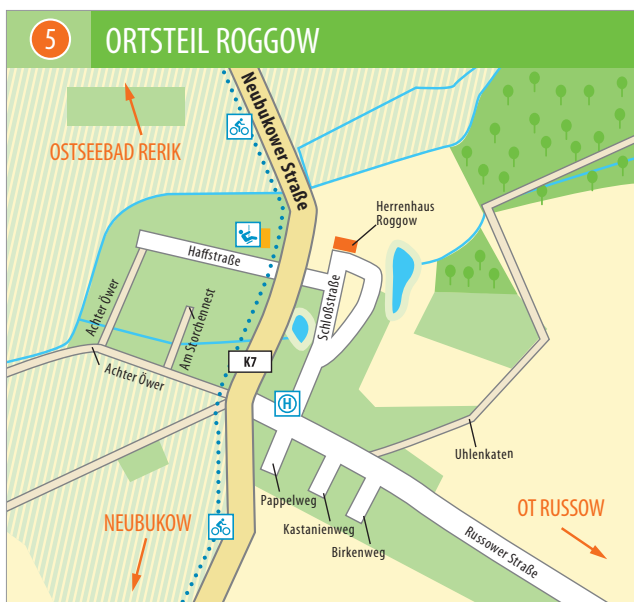 5
ORTSTEIL ROGGOW
Neubukower Straße
OSTSEEBAD RERIK
Herrenhaus
Roggow
Haffstraße
Schloßstraße
Achter Öwer
Am Storchennest
Achter Öwer
K7
H
Uhlenkaten
Pappelweg
Kastanienweg
Birkenweg
NEUBUKOW
OT RUSSOW
Russower Straße